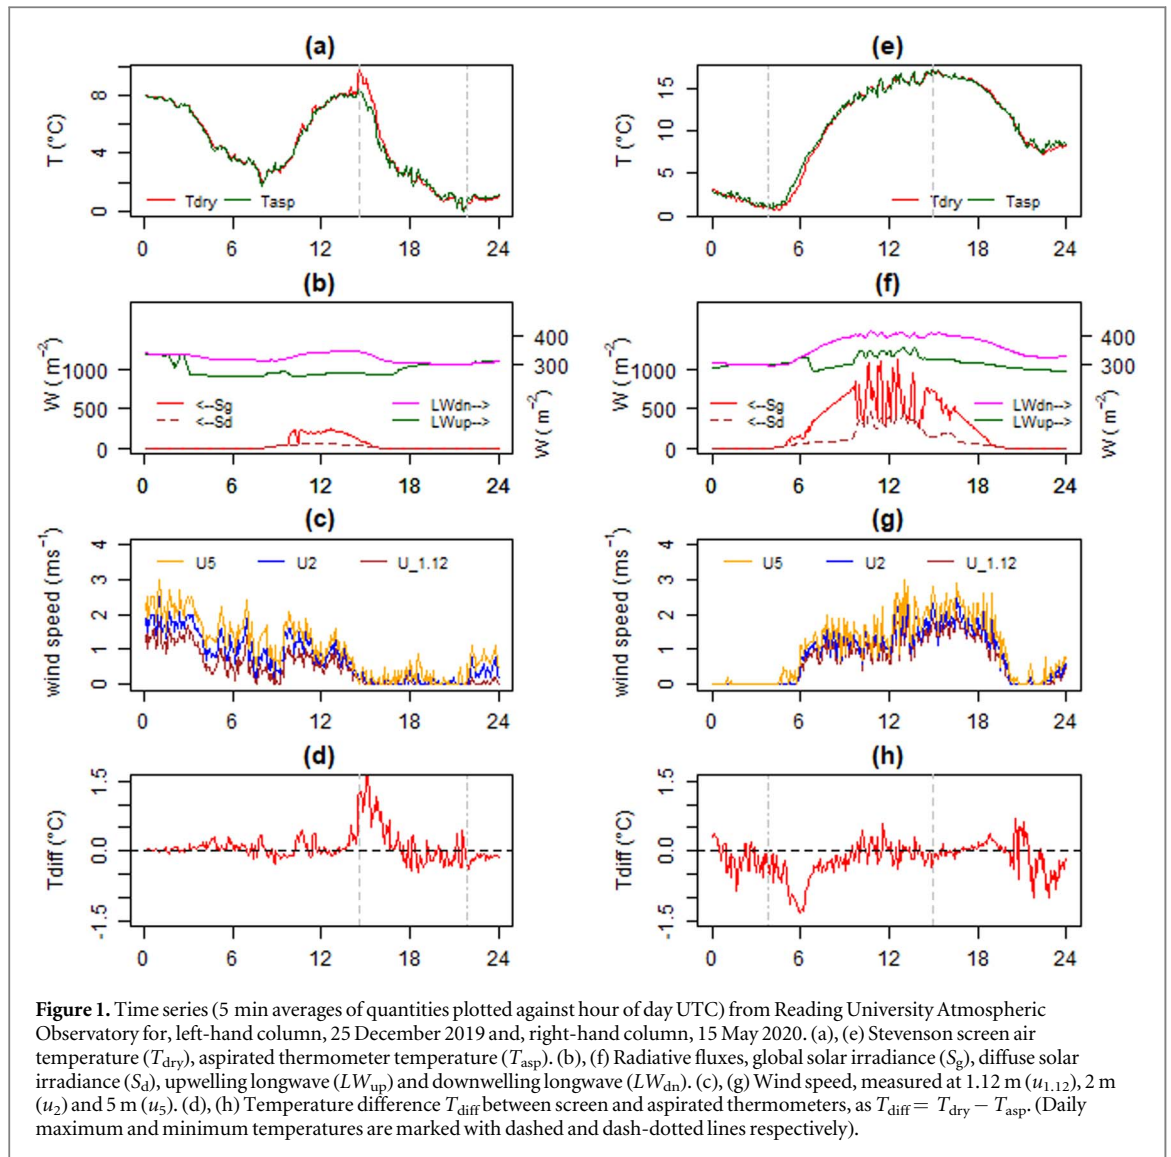 (a)
T (°C)
8
4
0
Tdry
Tasp
0 6 12 18 24
(e)
T (°C)
15
10
5
0
Tdry
Tasp
0 6 12 18 24
(b)
W ( m⁻²)
1000
500
0
400
300
W ( m⁻²)
<--Sg
<--Sd
LWdn-->
LWup-->
0 6 12 18 24
(f)
W ( m⁻²)
1000
500
0
400
300
W ( m⁻²)
<--Sg
<--Sd
LWdn-->
LWup-->
0 6 12 18 24
(c)
wind speed (ms⁻¹)
4
3
2
1
0
U5 U2 U_1.12
0 6 12 18 24
(g)
wind speed (ms⁻¹)
4
3
2
1
0
U5 U2 U_1.12
0 6 12 18 24
(d)
Tdiff (°C)
1.5
0.0
-1.5
0 6 12 18 24
(h)
Tdiff (°C)
1.5
0.0
-1.5
0 6 12 18 24
Figure 1. Time series (5 min averages of quantities plotted against hour of day UTC) from Reading University Atmospheric
Observatory for, left-hand column, 25 December 2019 and, right-hand column, 15 May 2020. (a), (e) Stevenson screen air
temperature (Tdry), aspirated thermometer temperature (Tasp). (b), (f) Radiative fluxes, global solar irradiance (Sg), diffuse solar
irradiance (Sd), upwelling longwave (LWup) and downwelling longwave (LWdn). (c), (g) Wind speed, measured at 1.12 m (u1.12), 2 m
(u2) and 5 m (u5). (d), (h) Temperature difference Tdiff between screen and aspirated thermometers, as Tdiff = Tdry − Tasp. (Daily
maximum and minimum temperatures are marked with dashed and dash-dotted lines respectively).